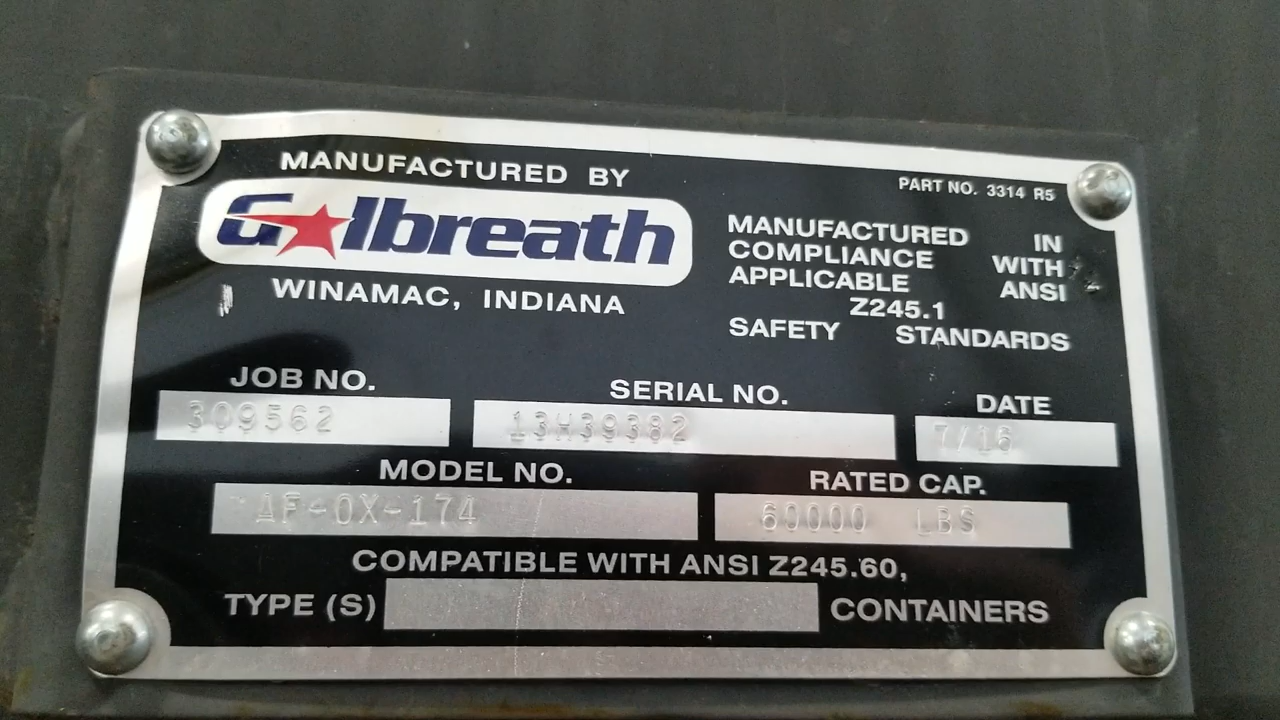 MANUFACTURED BY
Galbreath
WINAMAC, INDIANA
PART NO. 3314 R5
MANUFACTURED IN
COMPLIANCE WITH
APPLICABLE ANSI
Z245.1
SAFETY STANDARDS
JOB NO. SERIAL NO. DATE
309562 13H39382 7/16
MODEL NO. RATED CAP.
AF-OX-174 60000 LBS
COMPATIBLE WITH ANSI Z245.60,
TYPE (S) CONTAINERS